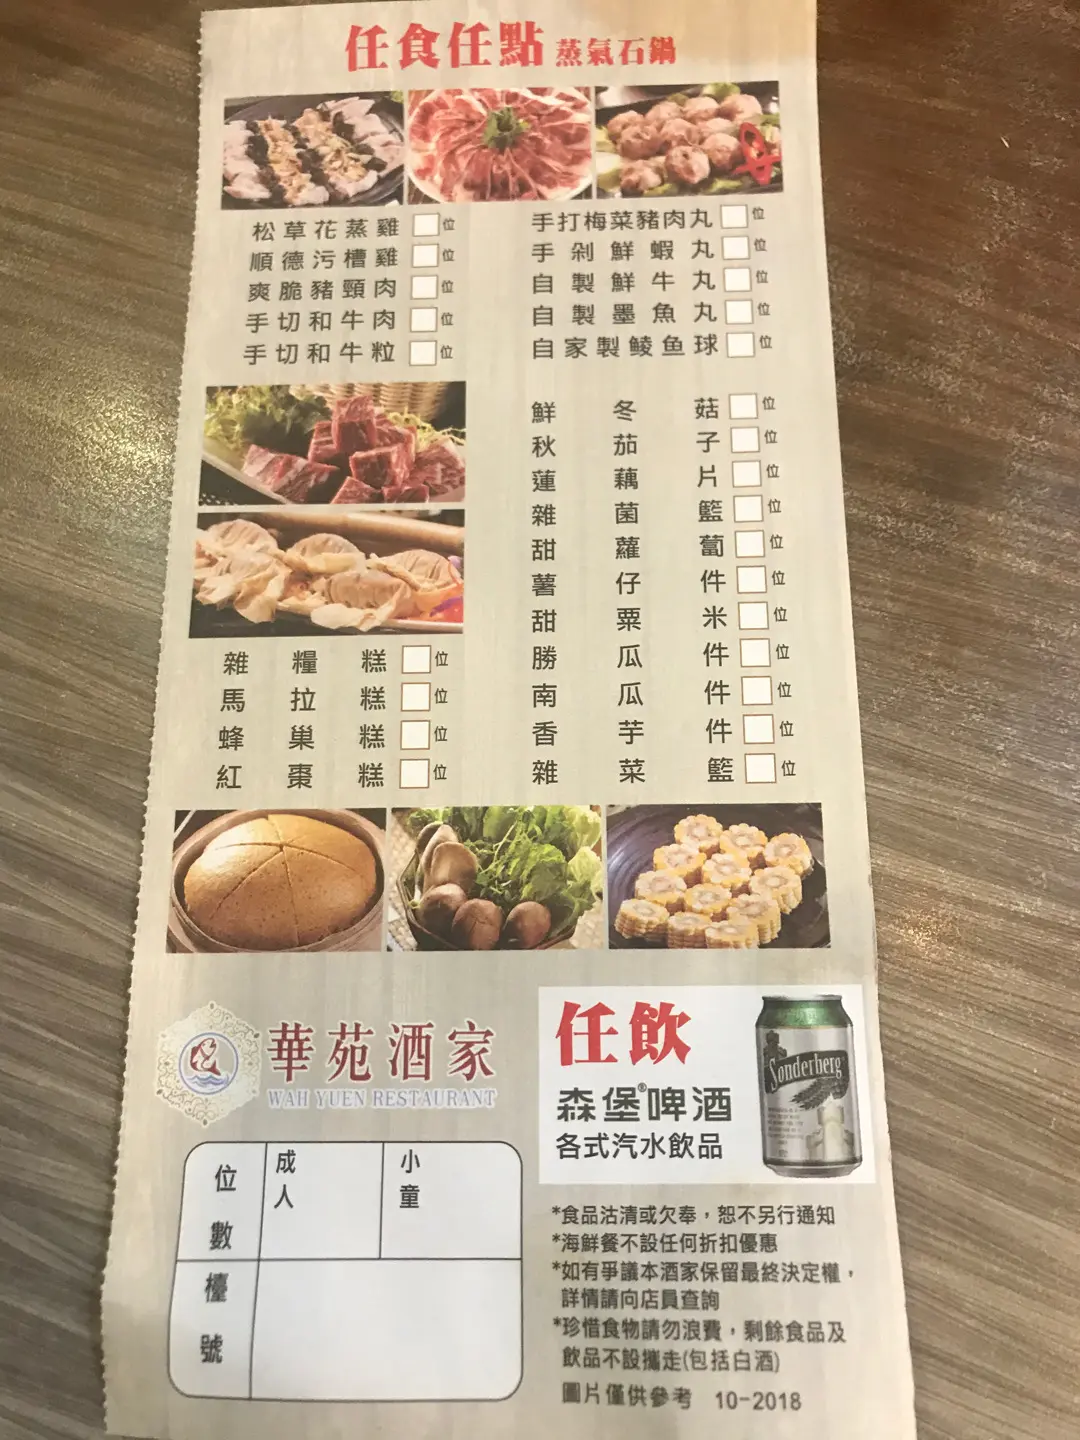 任食任點 蒸氣石鍋
松草花蒸雞 位
順德污槽雞 位
爽脆豬頸肉 位
手切和牛肉 位
手切和牛粒 位
手打梅菜豬肉丸 位
手剁鮮蝦丸 位
自製鮮牛丸 位
自製墨魚丸 位
自家製鯪鱼球 位
鮮冬菇 位
秋茄子 位
蓮藕片 位
雜菌籃 位
甜蘿蔔 位
薯仔件 位
甜粟米 位
勝瓜件 位
南瓜件 位
香芋件 位
雜菜籃 位
雜糧糕 位
馬拉糕 位
蜂巢糕 位
紅棗糕 位
華苑酒家
WAH YUEN RESTAURANT
位數 成人 小童
檯號
任飲
森堡®啤酒
各式汽水飲品
Sonderberg
*食品沽清或欠奉，恕不另行通知
*海鮮餐不設任何折扣優惠
*如有爭議本酒家保留最終決定權，
詳情請向店員查詢
*珍惜食物請勿浪費，剩餘食品及
飲品不設攜走(包括白酒)
圖片僅供參考 10-2018